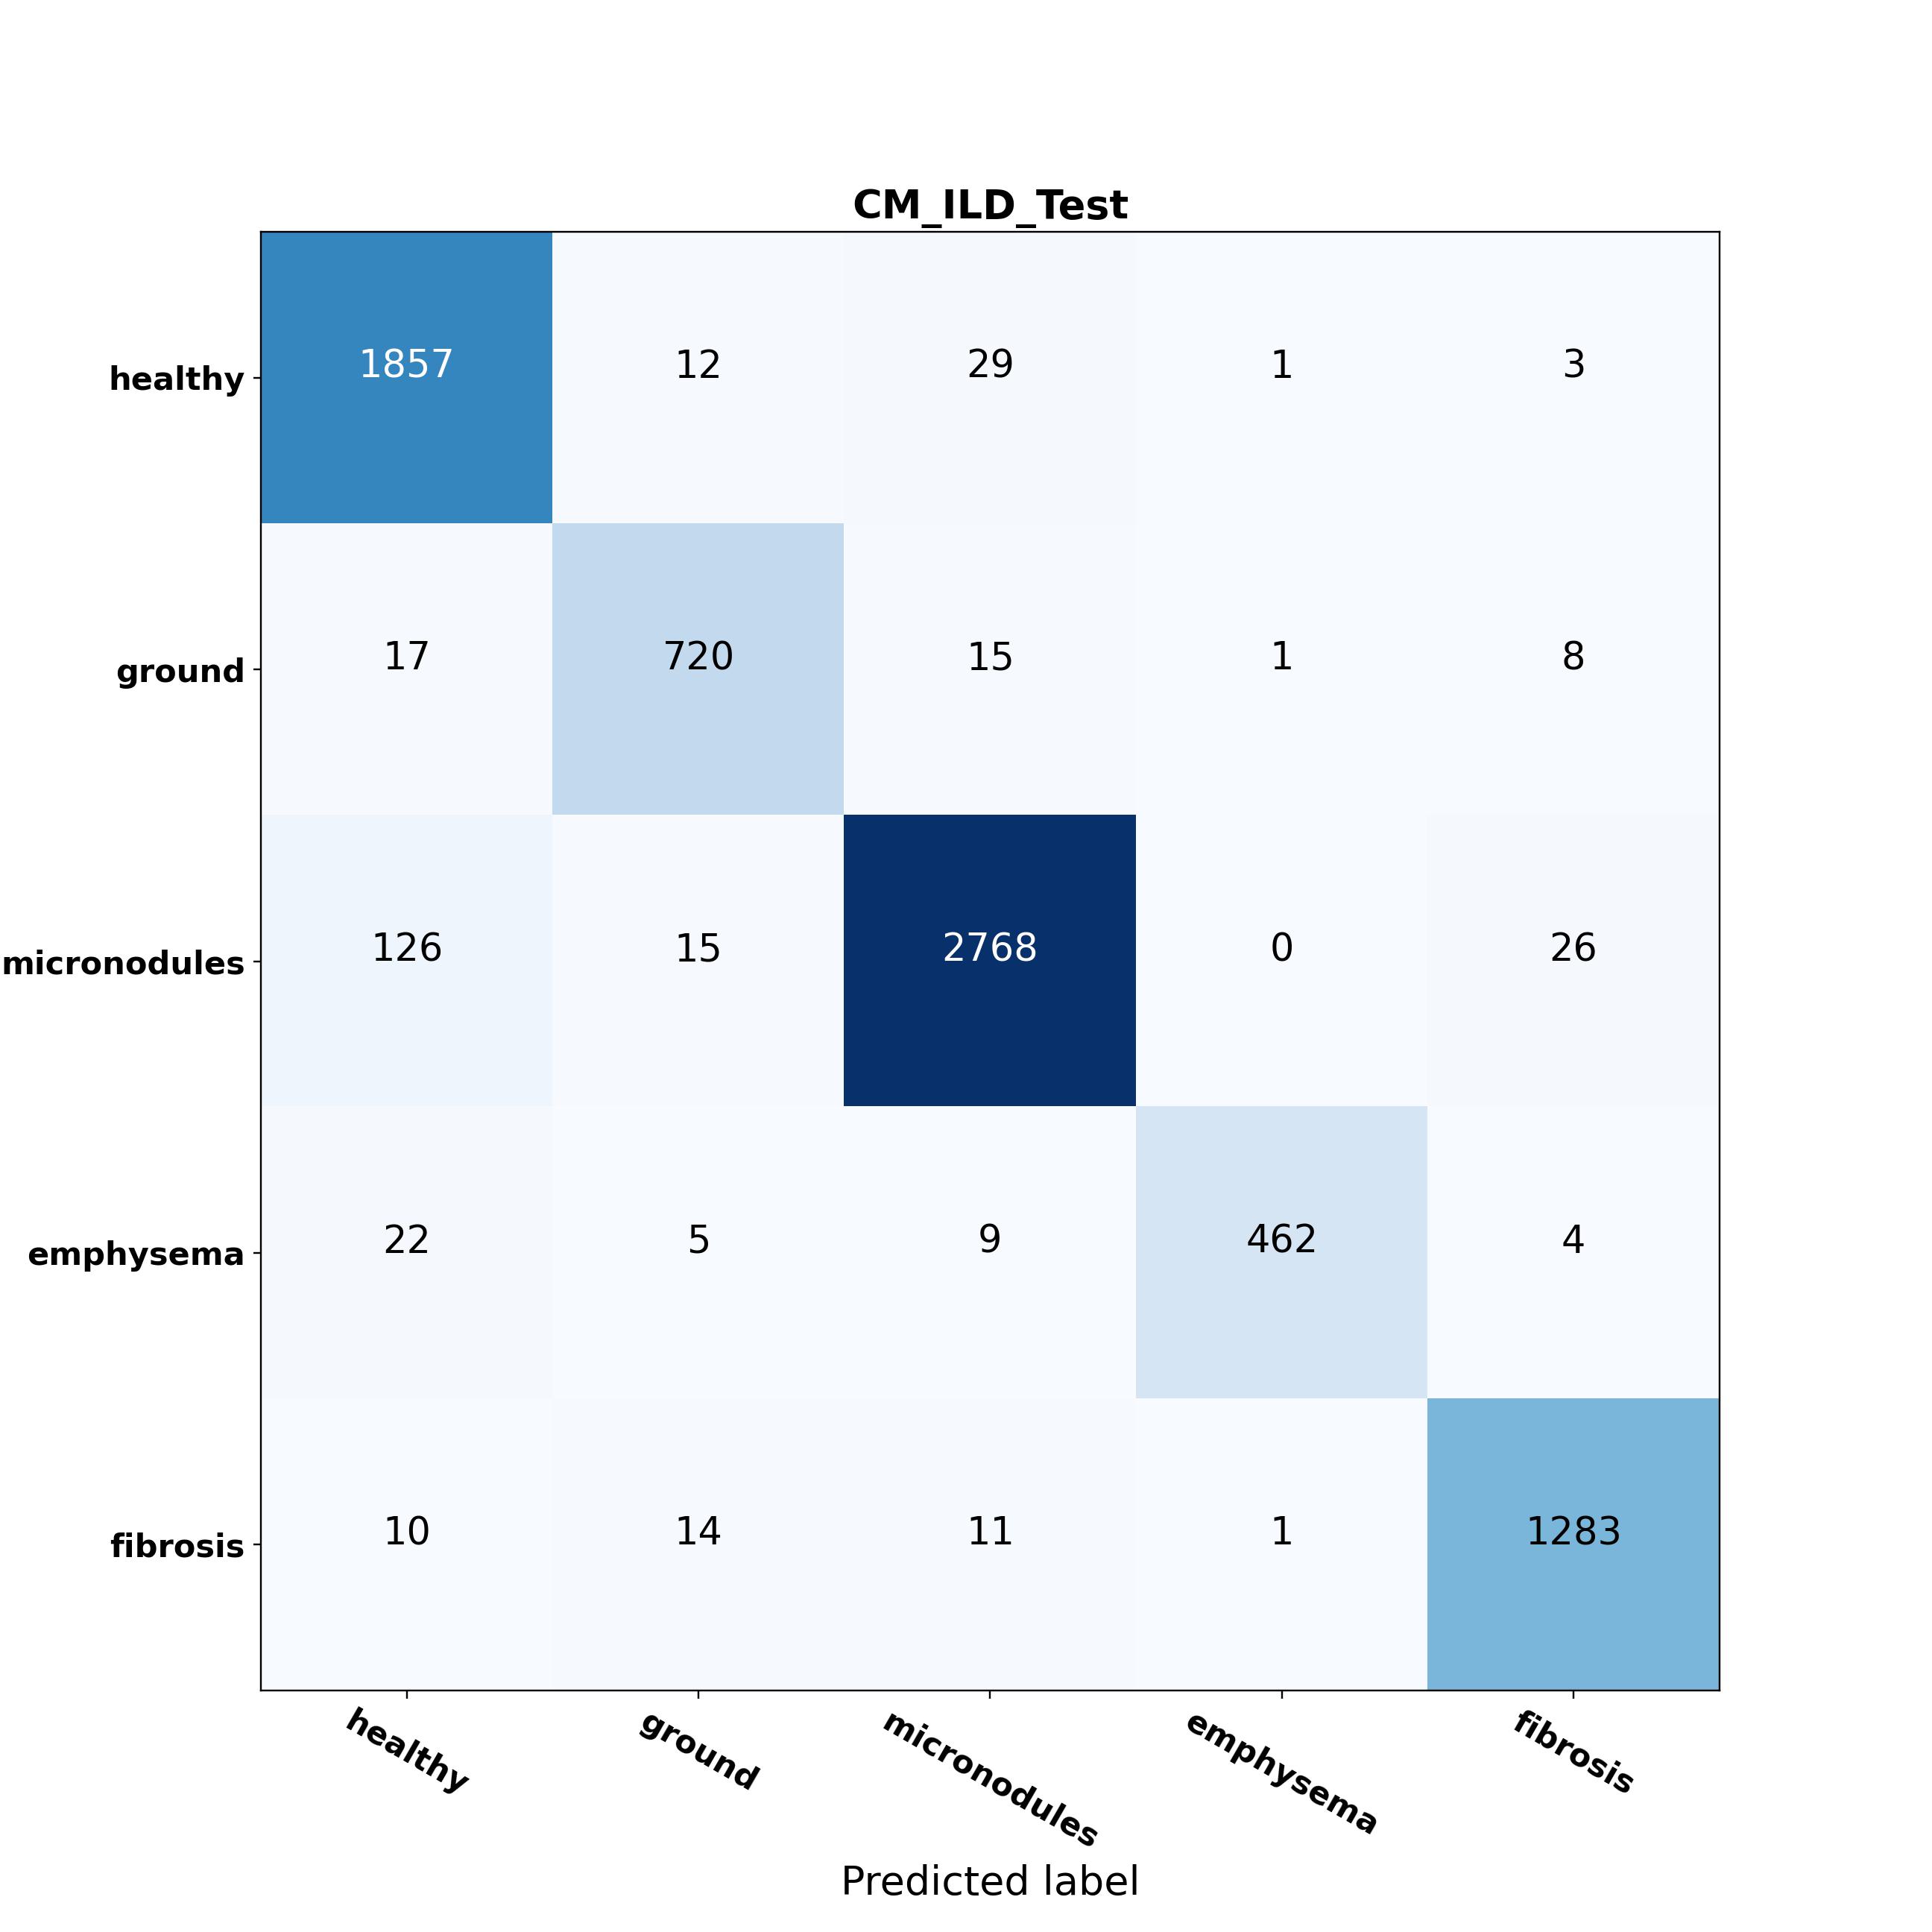 CM_ILD_Test
healthy 1857 12 29 1 3
ground 17 720 15 1 8
micronodules 126 15 2768 0 26
emphysema 22 5 9 462 4
fibrosis 10 14 11 1 1283
healthy ground micronodules emphysema fibrosis
Predicted label